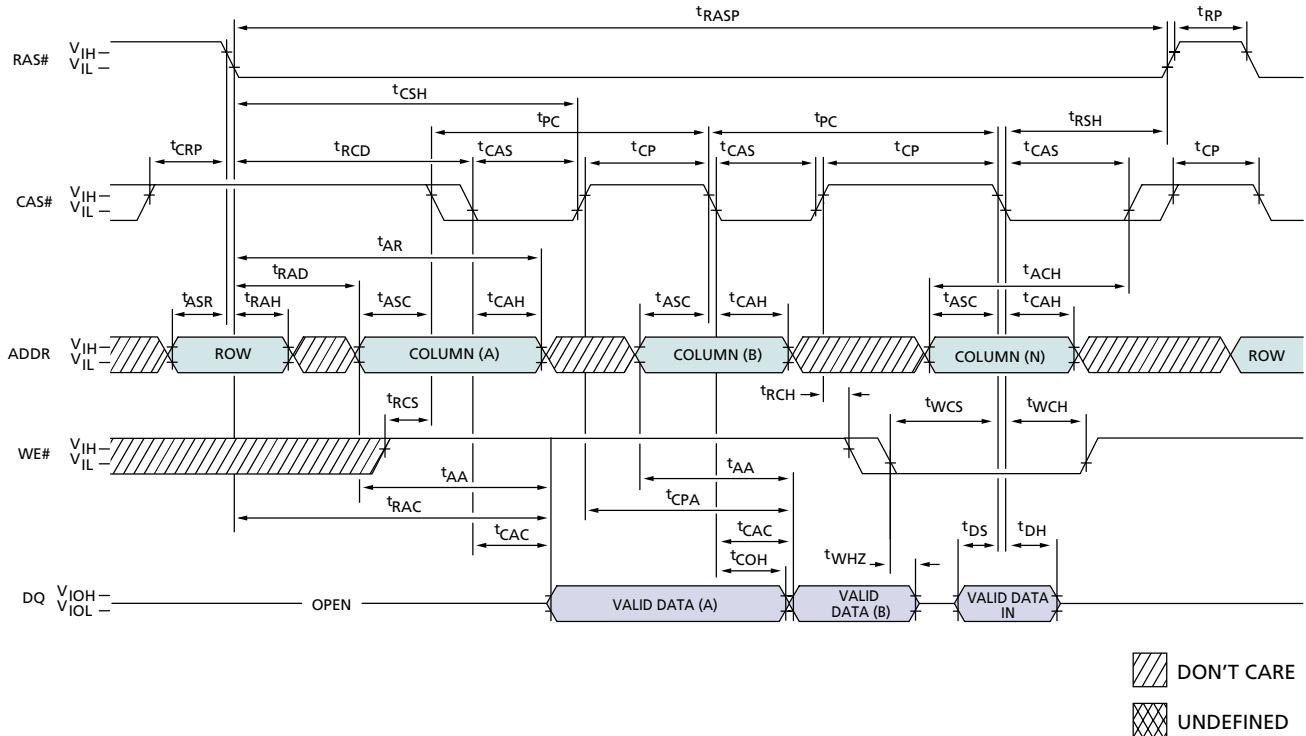 tRASP
tRP
RAS#
VIH
VIL
tCSH
tPC
tPC
tRSH
tCRP
tRCD
tCAS
tCP
tCAS
tCP
tCAS
tCP
CAS#
VIH
VIL
tAR
tRAD
tACH
tASR
tRAH
tASC
tCAH
tASC
tCAH
tASC
tCAH
ADDR
VIH
VIL
ROW
COLUMN (A)
COLUMN (B)
COLUMN (N)
ROW
tRCS
tRCH
tWCS
tWCH
WE#
VIH
VIL
tAA
tAA
tRAC
tCPA
tCAC
tCAC
tCOH
tWHZ
tDS
tDH
DQ
VIOH
VIOL
OPEN
VALID DATA (A)
VALID
DATA (B)
VALID DATA
IN
DON'T CARE
UNDEFINED